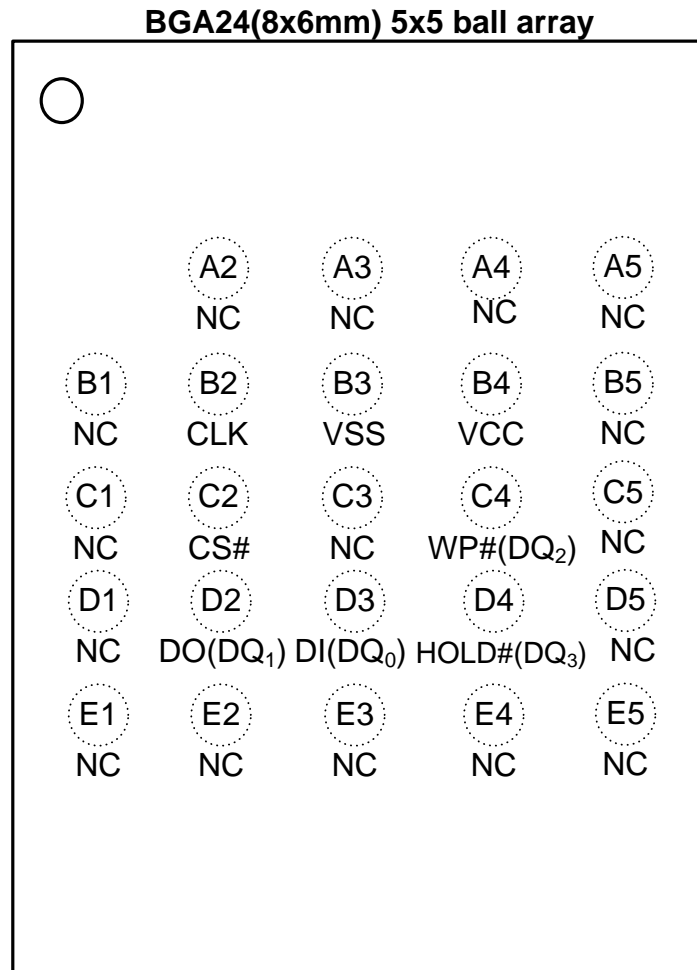 BGA24(8x6mm) 5x5 ball array
A2 A3 A4 A5
NC NC NC NC
B1 B2 B3 B4 B5
NC CLK VSS VCC NC
C1 C2 C3 C4 C5
NC CS# NC WP#(DQ₂) NC
D1 D2 D3 D4 D5
NC DO(DQ₁) DI(DQ₀) HOLD#(DQ₃) NC
E1 E2 E3 E4 E5
NC NC NC NC NC